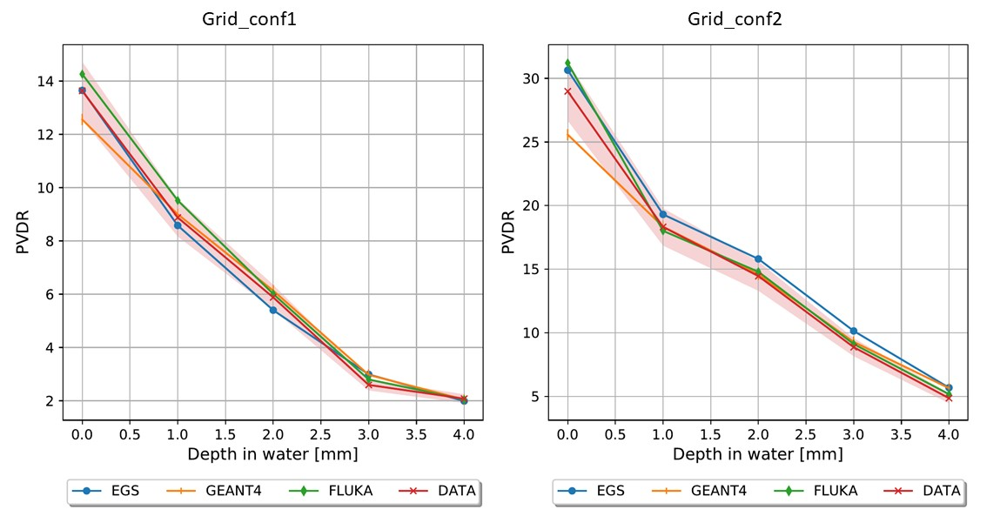 Grid_conf1
14
12
10
8
6
4
2
PVDR
0.0 0.5 1.0 1.5 2.0 2.5 3.0 3.5 4.0
Depth in water [mm]
EGS GEANT4 FLUKA DATA
Grid_conf2
30
25
20
15
10
5
PVDR
0.0 0.5 1.0 1.5 2.0 2.5 3.0 3.5 4.0
Depth in water [mm]
EGS GEANT4 FLUKA DATA